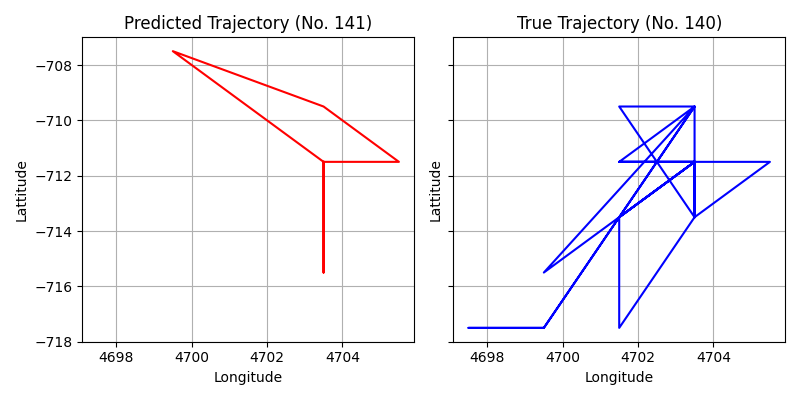 Predicted Trajectory (No. 141)
True Trajectory (No. 140)
−708
−710
−712
−714
−716
−718
Lattitude
Lattitude
4698 4700 4702 4704
4698 4700 4702 4704
Longitude
Longitude